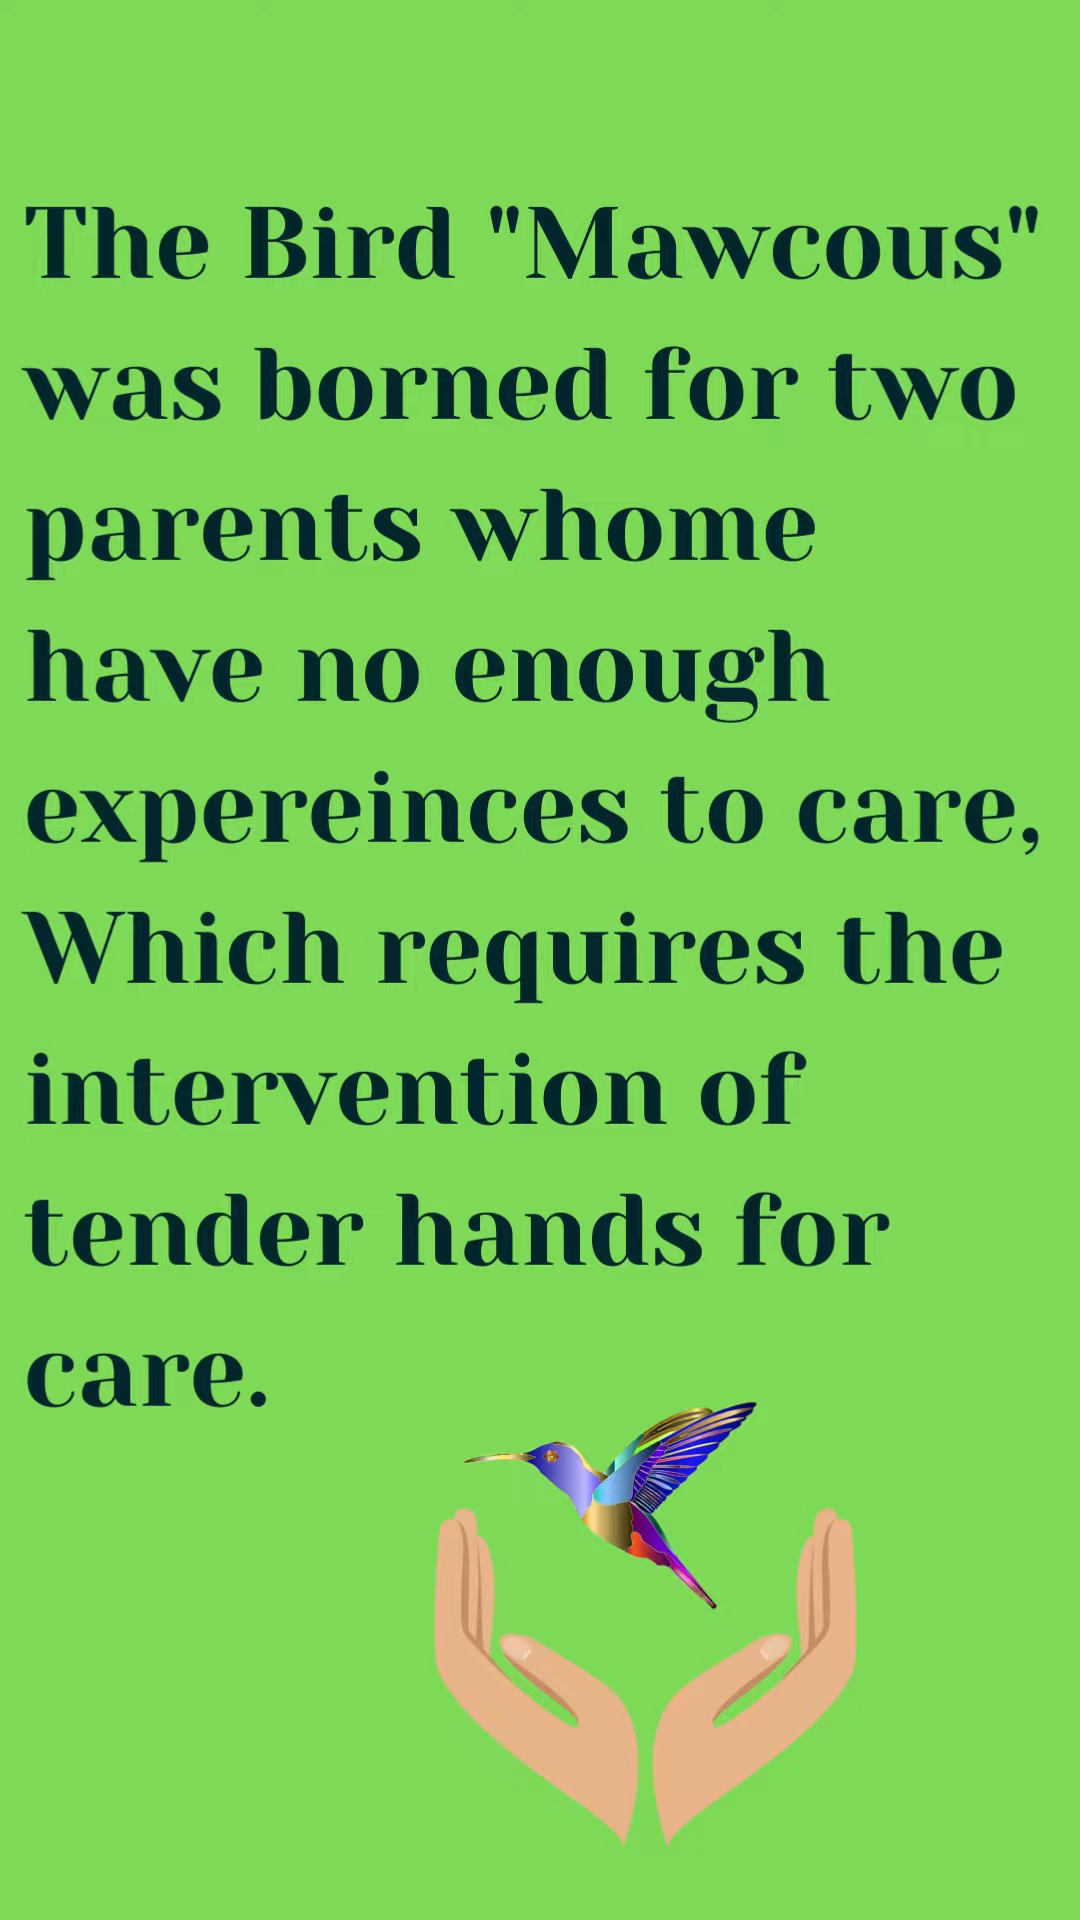 The Bird "Mawcous"
was borned for two
parents whome
have no enough
expereinces to care,
Which requires the
intervention of
tender hands for
care.